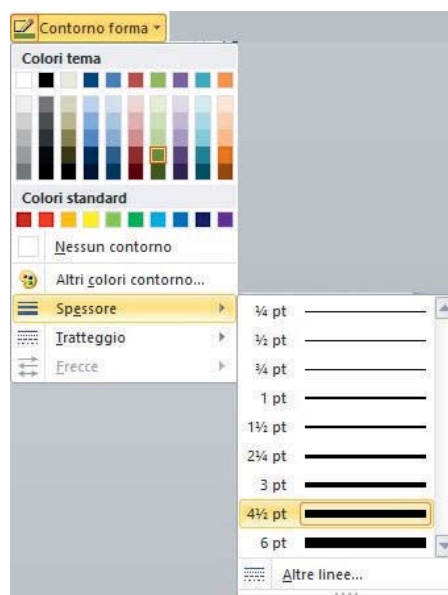 Contorno forma
Colori tema
Colori standard
Nessun contorno
Altri colori contorno...
Spessore
Tratteggio
Frecce
¼ pt
½ pt
¾ pt
1 pt
1½ pt
2¼ pt
3 pt
4½ pt
6 pt
Altre linee...